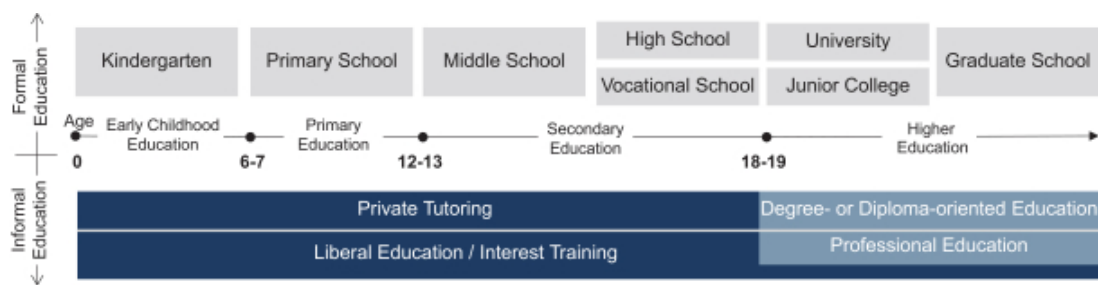 Formal
Education
Kindergarten
Primary School
Middle School
High School
Vocational School
University
Junior College
Graduate School
Age
Early Childhood
Education
Primary
Education
Secondary
Education
Higher
Education
0
6-7
12-13
18-19
Informal
Education
Private Tutoring
Degree- or Diploma-oriented Education
Liberal Education / Interest Training
Professional Education